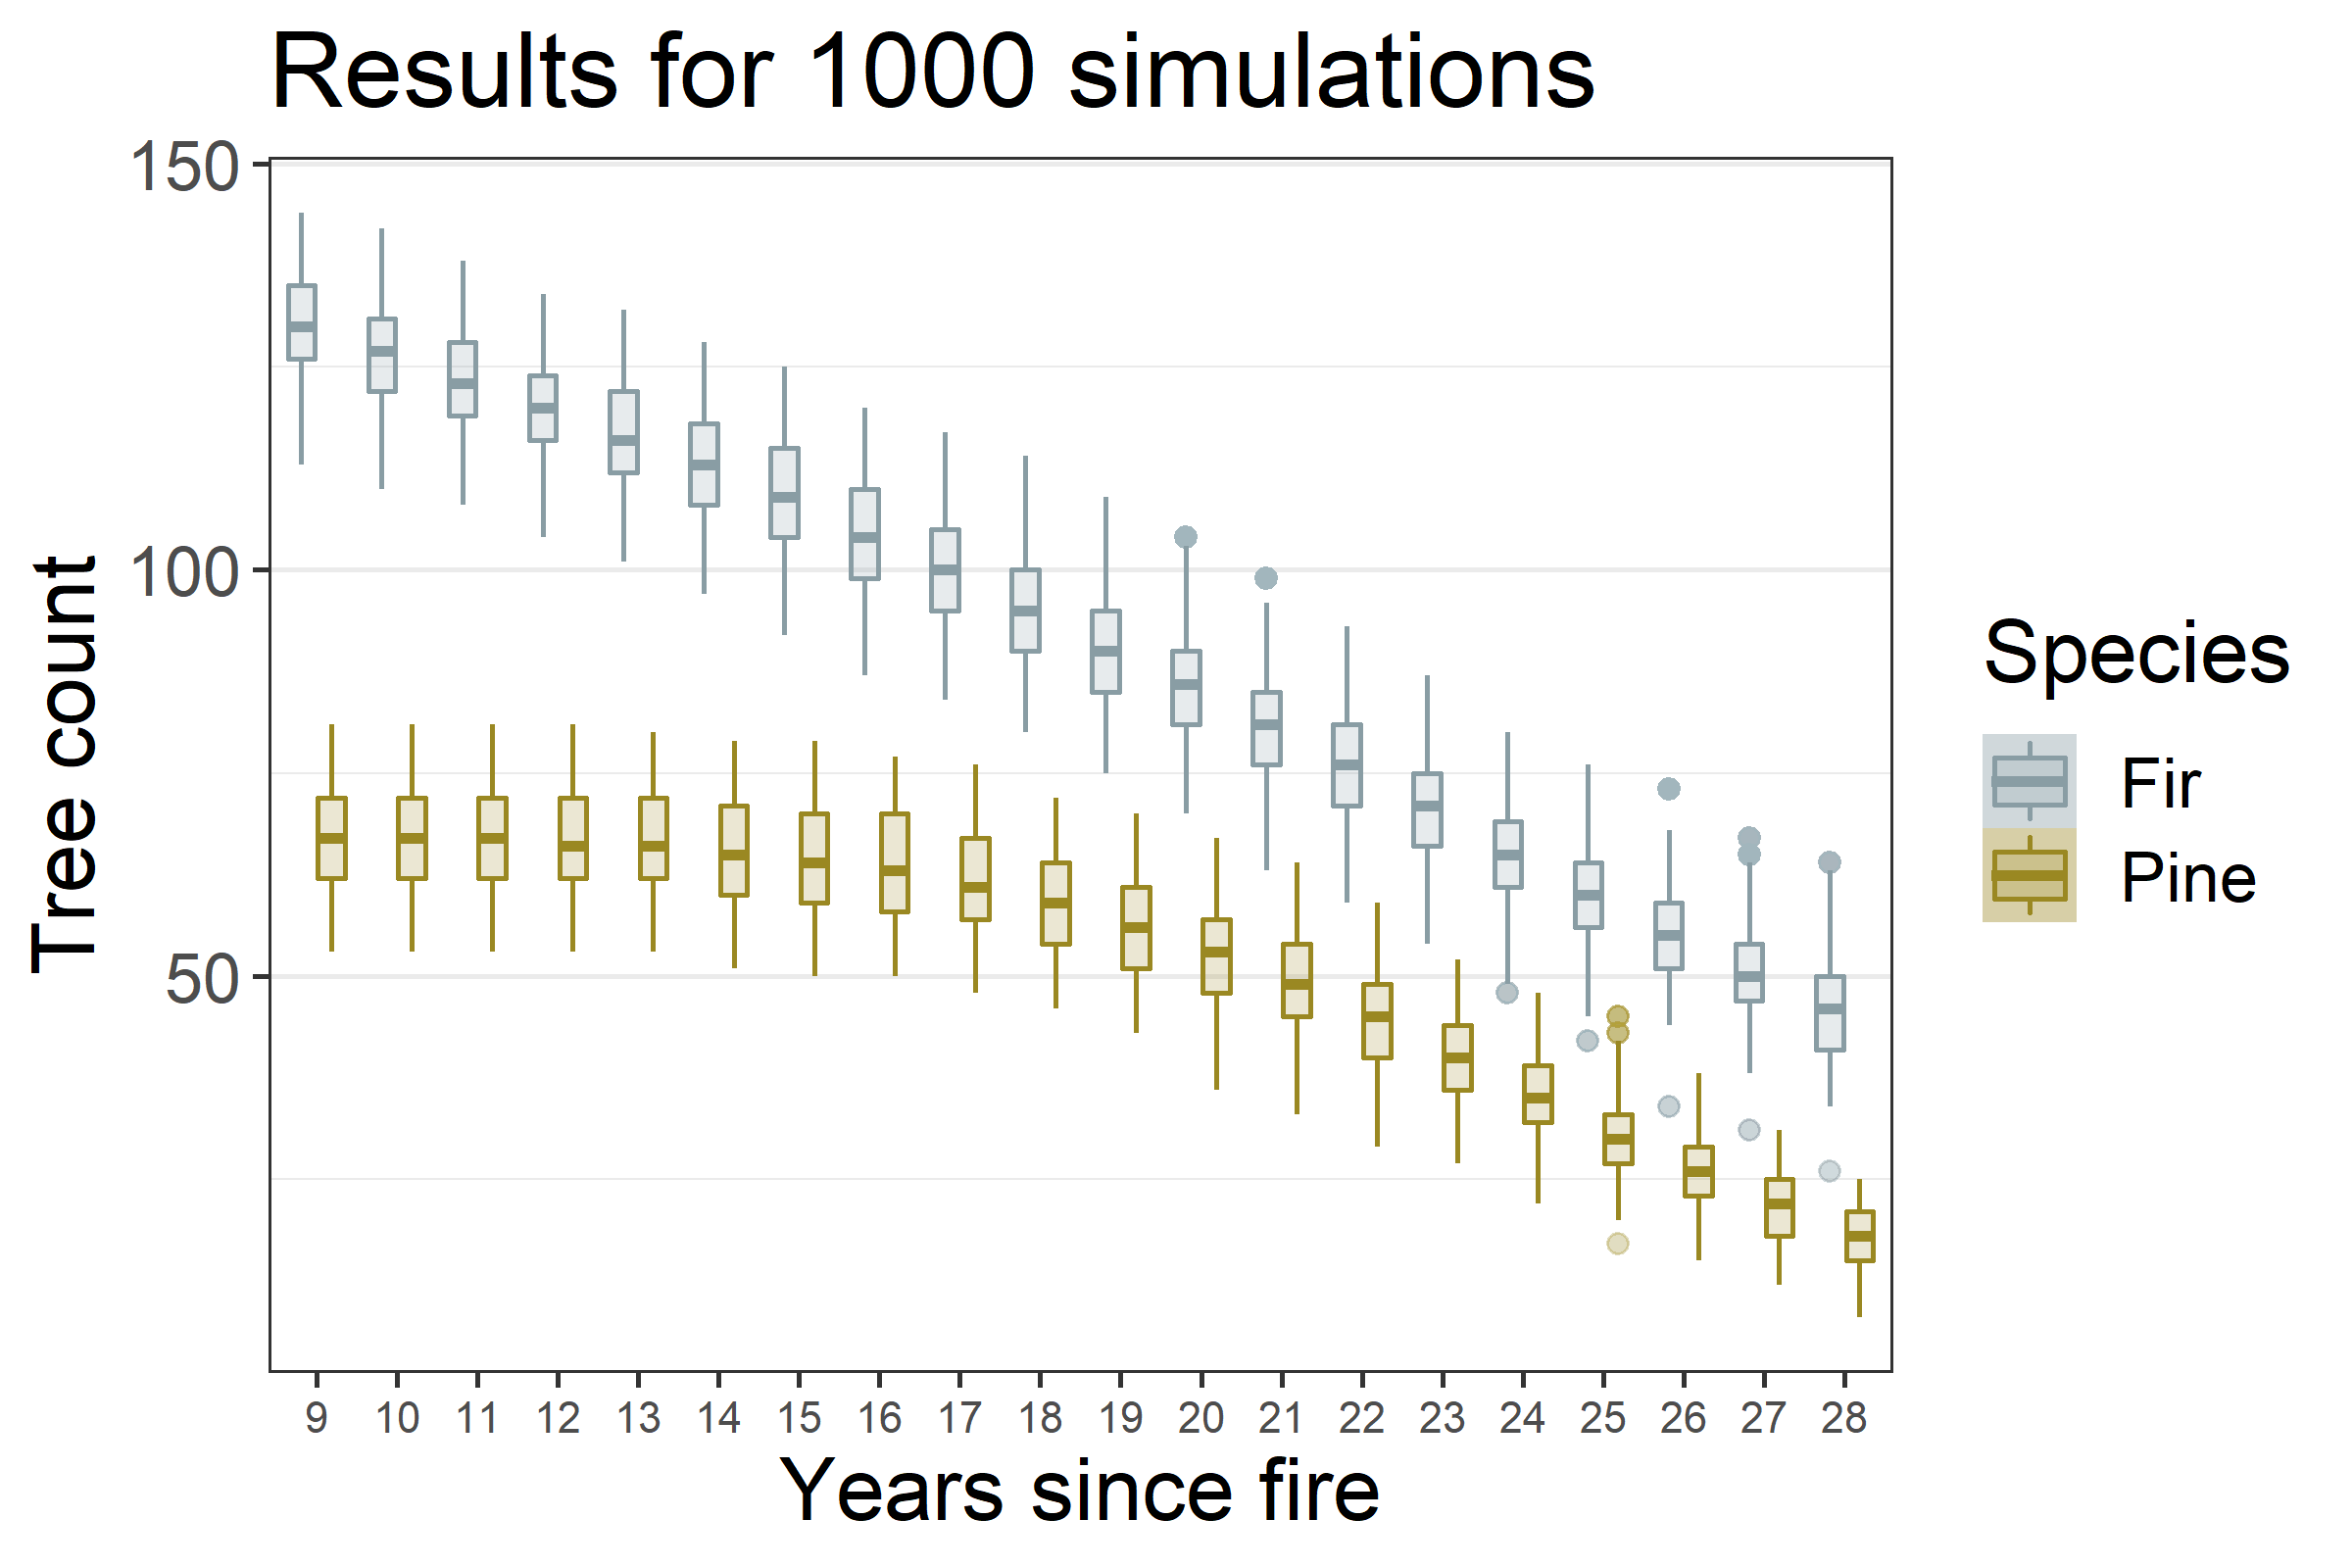 Results for 1000 simulations
150
100
50
Tree count
9 10 11 12 13 14 15 16 17 18 19 20 21 22 23 24 25 26 27 28
Years since fire
Species
Fir
Pine